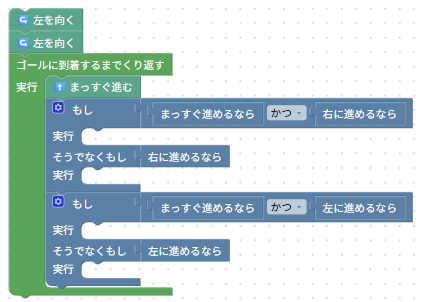 左を向く
左を向く
ゴールに到着するまでくり返す
実行 まっすぐ進む
もし まっすぐ進めるなら かつ 右に進めるなら
実行
そうでなくもし 右に進めるなら
実行
もし まっすぐ進めるなら かつ 左に進めるなら
実行
そうでなくもし 左に進めるなら
実行